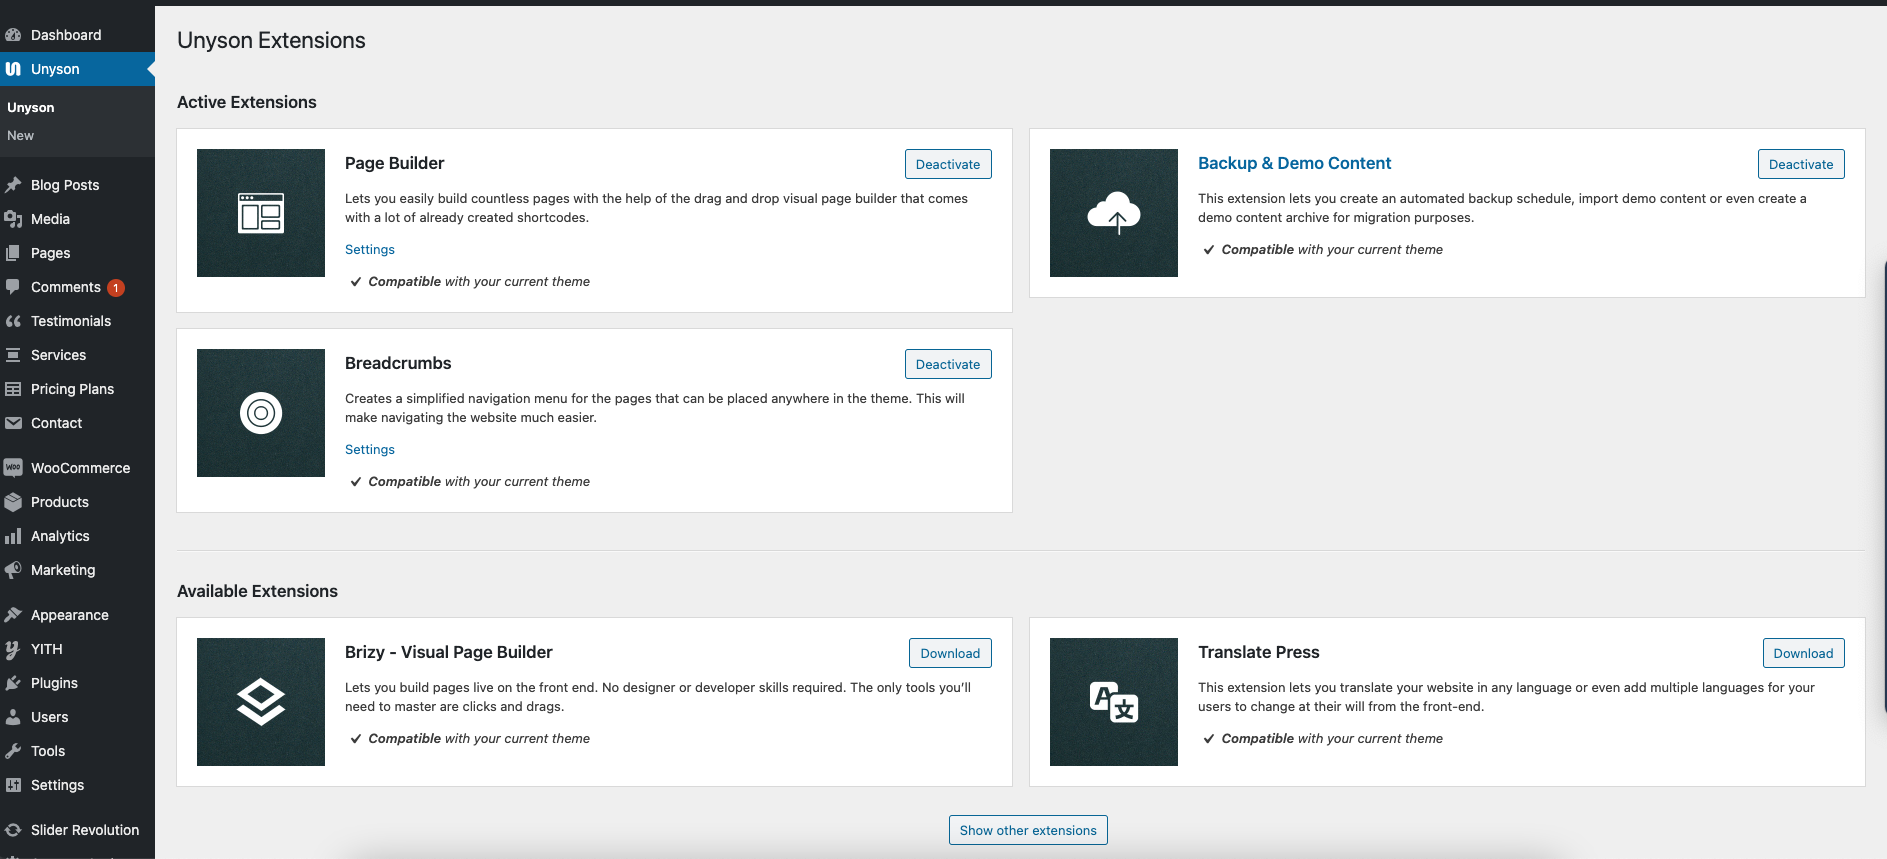 Dashboard
Unyson
Unyson
New
Blog Posts
Media
Pages
Comments 1
Testimonials
Services
Pricing Plans
Contact
WooCommerce
Products
Analytics
Marketing
Appearance
YITH
Plugins
Users
Tools
Settings
Slider Revolution
Unyson Extensions
Active Extensions
Page Builder
Deactivate
Lets you easily build countless pages with the help of the drag and drop visual page builder that comes
with a lot of already created shortcodes.
Settings
✔ Compatible with your current theme
Backup & Demo Content
Deactivate
This extension lets you create an automated backup schedule, import demo content or even create a
demo content archive for migration purposes.
✔ Compatible with your current theme
Breadcrumbs
Deactivate
Creates a simplified navigation menu for the pages that can be placed anywhere in the theme. This will
make navigating the website much easier.
Settings
✔ Compatible with your current theme
Available Extensions
Brizy - Visual Page Builder
Download
Lets you build pages live on the front end. No designer or developer skills required. The only tools you'll
need to master are clicks and drags.
✔ Compatible with your current theme
Translate Press
Download
This extension lets you translate your website in any language or even add multiple languages for your
users to change at their will from the front-end.
✔ Compatible with your current theme
Show other extensions